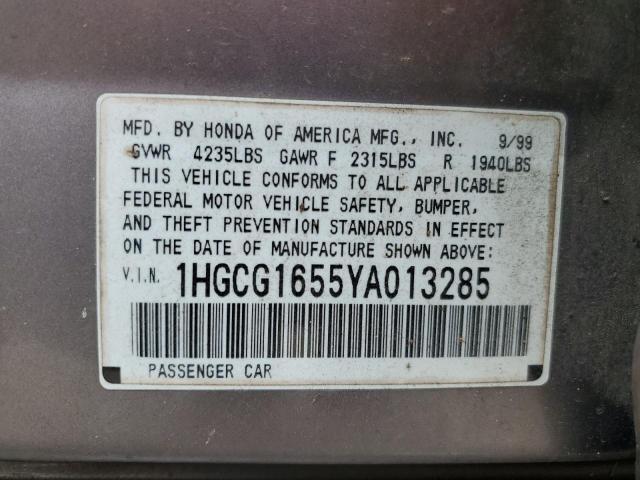 MFD. BY HONDA OF AMERICA MFG., INC. 9/99
GVWR 4235LBS GAWR F 2315LBS R 1940LBS
THIS VEHICLE CONFORMS TO ALL APPLICABLE
FEDERAL MOTOR VEHICLE SAFETY, BUMPER,
AND THEFT PREVENTION STANDARDS IN EFFECT
ON THE DATE OF MANUFACTURE SHOWN ABOVE:
V.I.N. 1HGCG1655YA013285
PASSENGER CAR